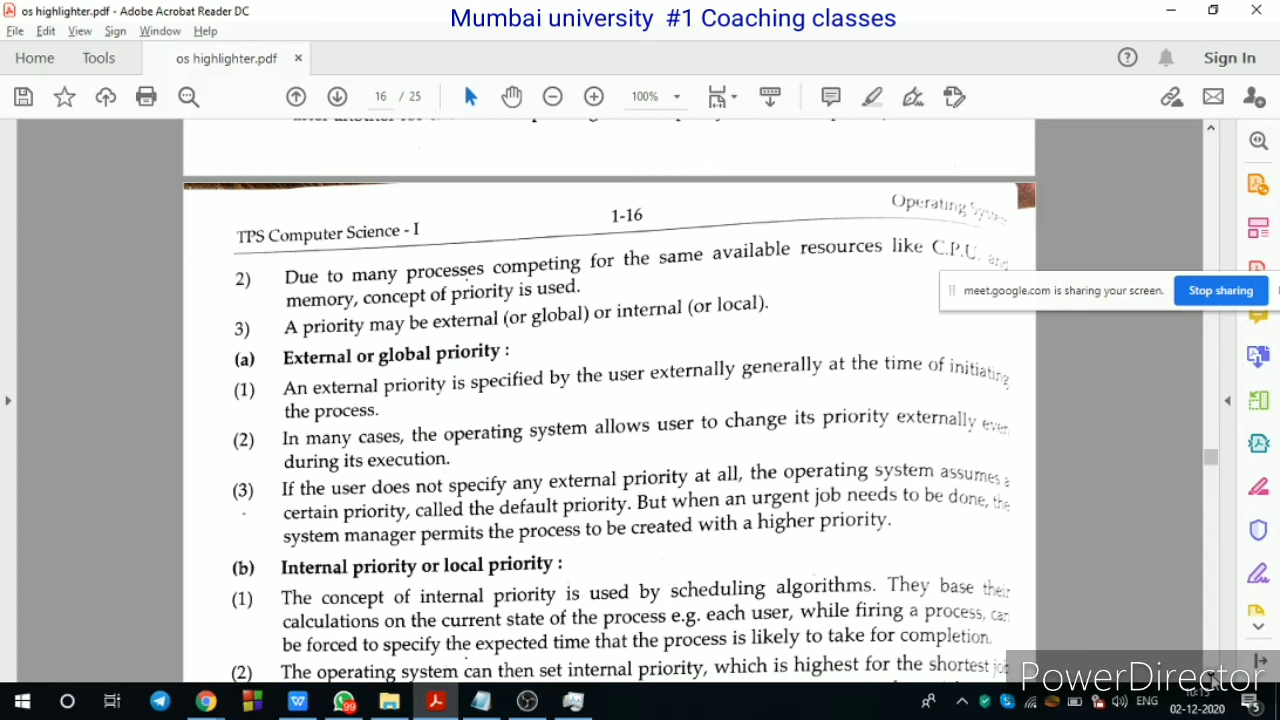 os highlighter.pdf - Adobe Acrobat Reader DC
Mumbai university #1 Coaching classes
File Edit View Sign Window Help
Home Tools os highlighter.pdf ×
Sign In
16 / 25
100%
TPS Computer Science - I 1-16 Operating System
2) Due to many processes competing for the same available resources like C.P.U. and
memory, concept of priority is used.
3) A priority may be external (or global) or internal (or local).
meet.google.com is sharing your screen. Stop sharing
(a) External or global priority :
(1) An external priority is specified by the user externally generally at the time of initiating
the process.
(2) In many cases, the operating system allows user to change its priority externally even
during its execution.
(3) If the user does not specify any external priority at all, the operating system assumes a
certain priority, called the default priority. But when an urgent job needs to be done, the
system manager permits the process to be created with a higher priority.
(b) Internal priority or local priority :
(1) The concept of internal priority is used by scheduling algorithms. They base their
calculations on the current state of the process e.g. each user, while firing a process, can
be forced to specify the expected time that the process is likely to take for completion.
(2) The operating system can then set internal priority, which is highest for the shortest job
PowerDirector
99
ENG
02-12-2020
5